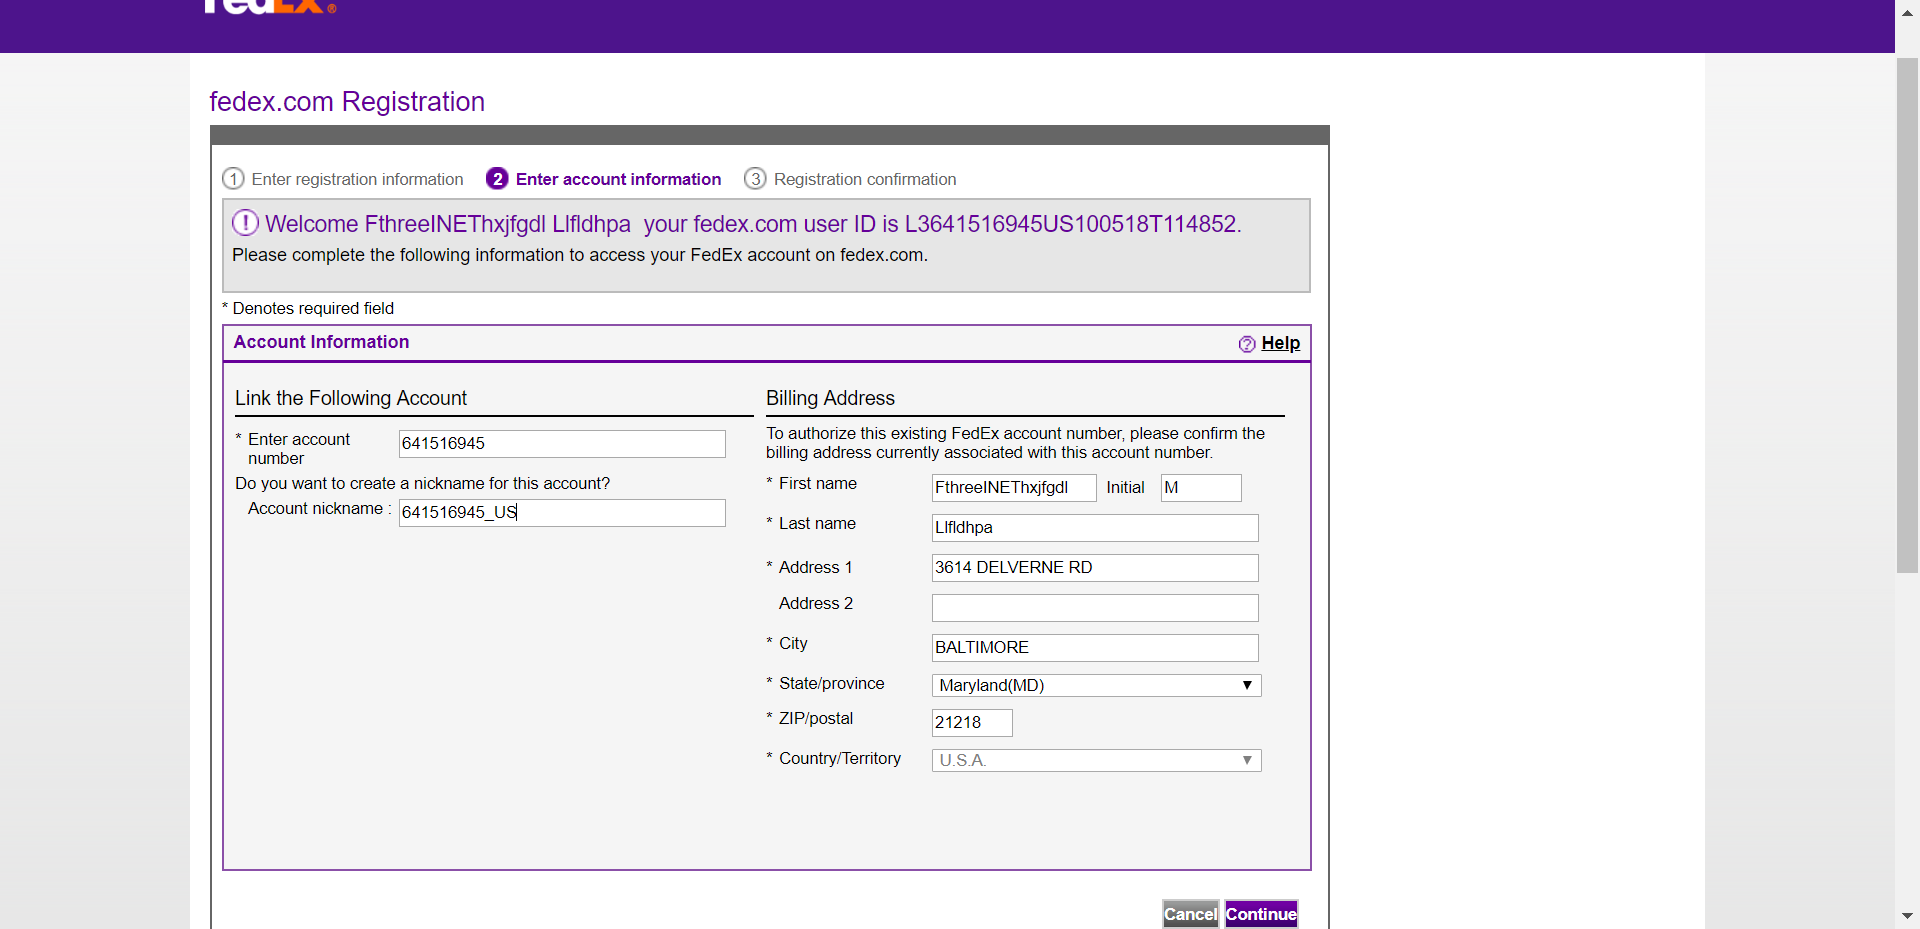 FedEx®
fedex.com Registration
1 Enter registration information 2 Enter account information 3 Registration confirmation
! Welcome FthreeINEThxjfgdl Llfldhpa your fedex.com user ID is L3641516945US100518T114852.
Please complete the following information to access your FedEx account on fedex.com.
* Denotes required field
Account Information
? Help
Link the Following Account
* Enter account
number
641516945
Do you want to create a nickname for this account?
Account nickname : 641516945_US
Billing Address
To authorize this existing FedEx account number, please confirm the
billing address currently associated with this account number.
* First name FthreeINEThxjfgdl Initial M
* Last name Llfldhpa
* Address 1 3614 DELVERNE RD
Address 2
* City BALTIMORE
* State/province Maryland(MD)
* ZIP/postal 21218
* Country/Territory U.S.A.
Cancel Continue